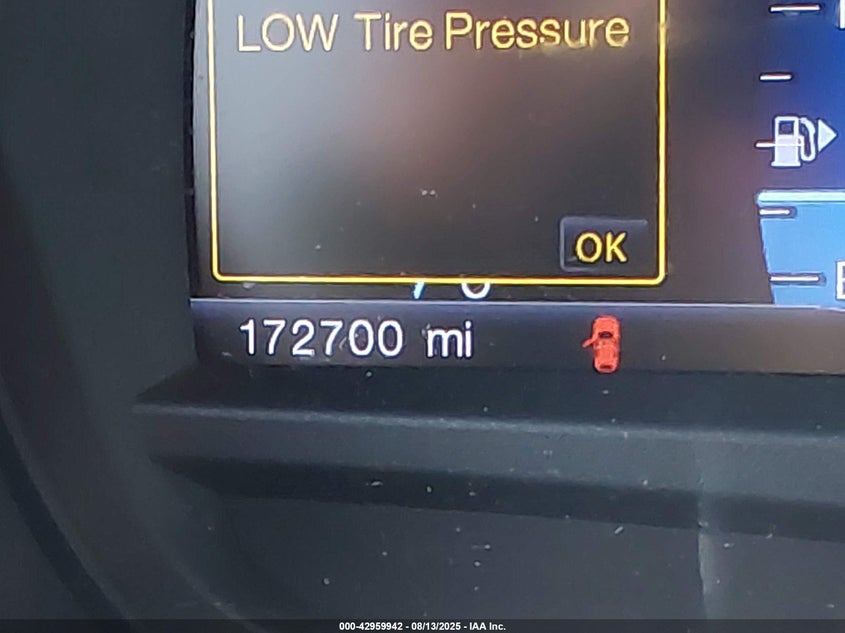 LOW Tire Pressure
OK
172700 mi
000-42959942 - 08/13/2025 - IAA Inc.